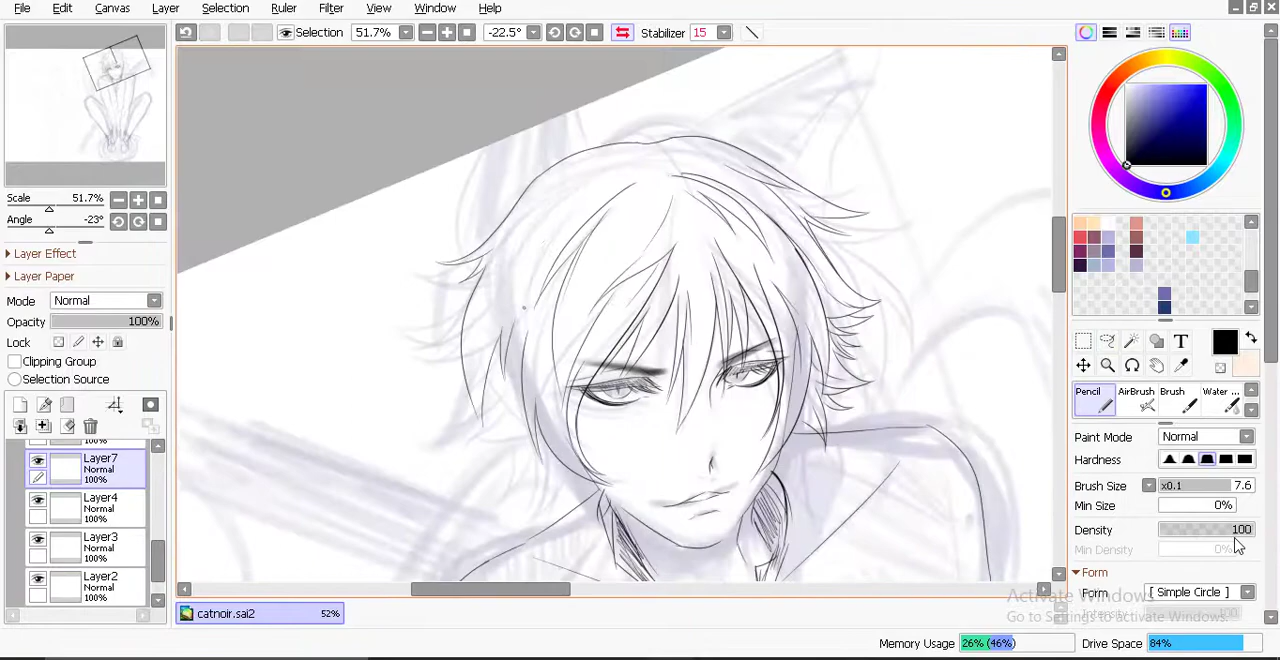 File Edit Canvas Layer Selection Ruler Filter View Window Help
Selection 51.7% -22.5° Stabilizer 15
Scale 51.7%
Angle -23°
Layer Effect
Layer Paper
Mode Normal
Opacity 100%
Lock
Clipping Group
Selection Source
100%
Layer7
Normal
100%
Layer4
Normal
100%
Layer3
Normal
100%
Layer2
Normal
100%
catnoir.sai2 52%
T
Pencil AirBrush Brush Water ...
Paint Mode Normal
Hardness
Brush Size x0.1 7.6
Min Size 0%
Density 100
Min Density 0%
Form
Form [ Simple Circle ]
Intensity 100
Activate Windows
Go to Settings to activate Windows.
Memory Usage 26% (46%) Drive Space 84%